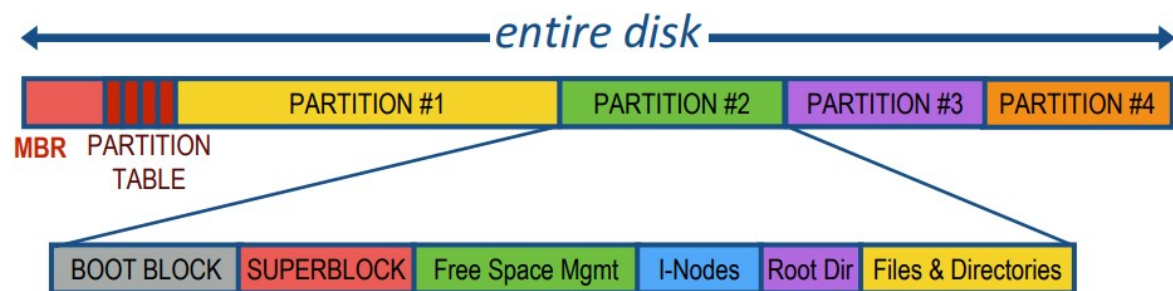 entire disk
PARTITION #1 PARTITION #2 PARTITION #3 PARTITION #4
MBR PARTITION
TABLE
BOOT BLOCK SUPERBLOCK Free Space Mgmt I-Nodes Root Dir Files & Directories